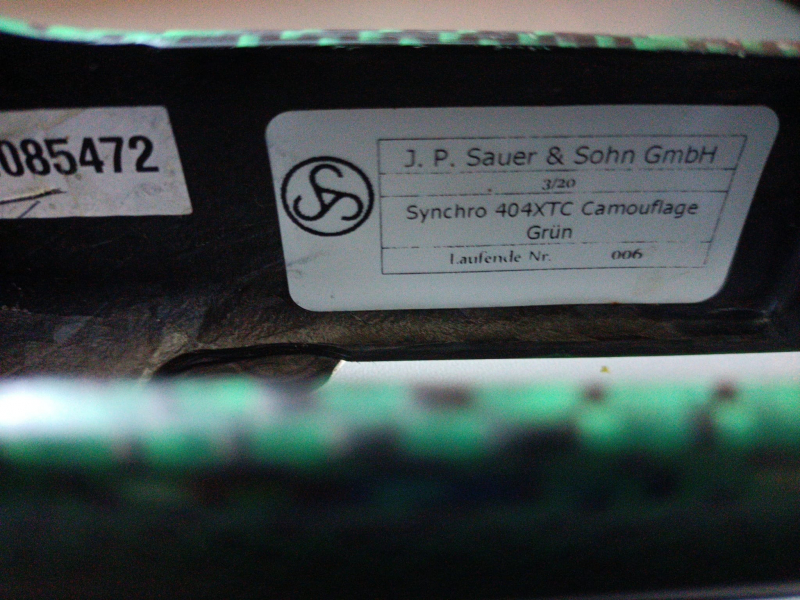 085472
J. P. Sauer & Sohn GmbH
3/20
Synchro 404XTC Camouflage
Grün
Laufende Nr. 006